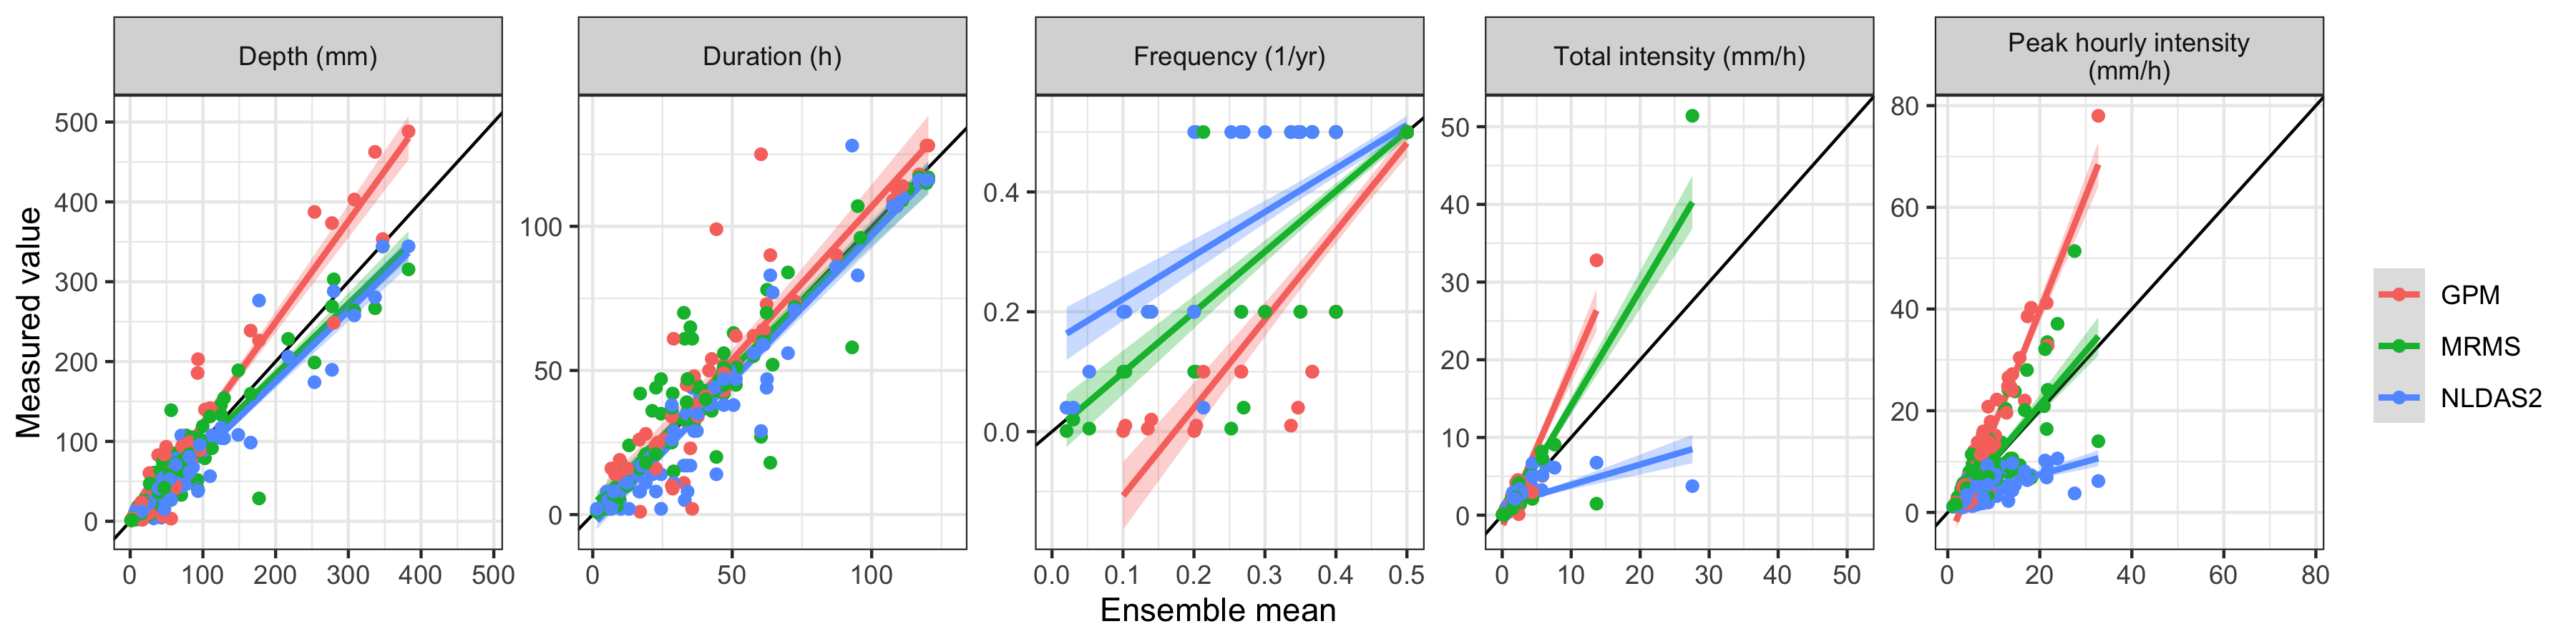 Depth (mm)
Duration (h)
Frequency (1/yr)
Total intensity (mm/h)
Peak hourly intensity
(mm/h)
Measured value
500
400
300
200
100
0
0 100 200 300 400 500
100
50
0
0 50 100
0.4
0.2
0.0
0.0 0.1 0.2 0.3 0.4 0.5
50
40
30
20
10
0
0 10 20 30 40 50
80
60
40
20
0
0 20 40 60 80
Ensemble mean
GPM
MRMS
NLDAS2